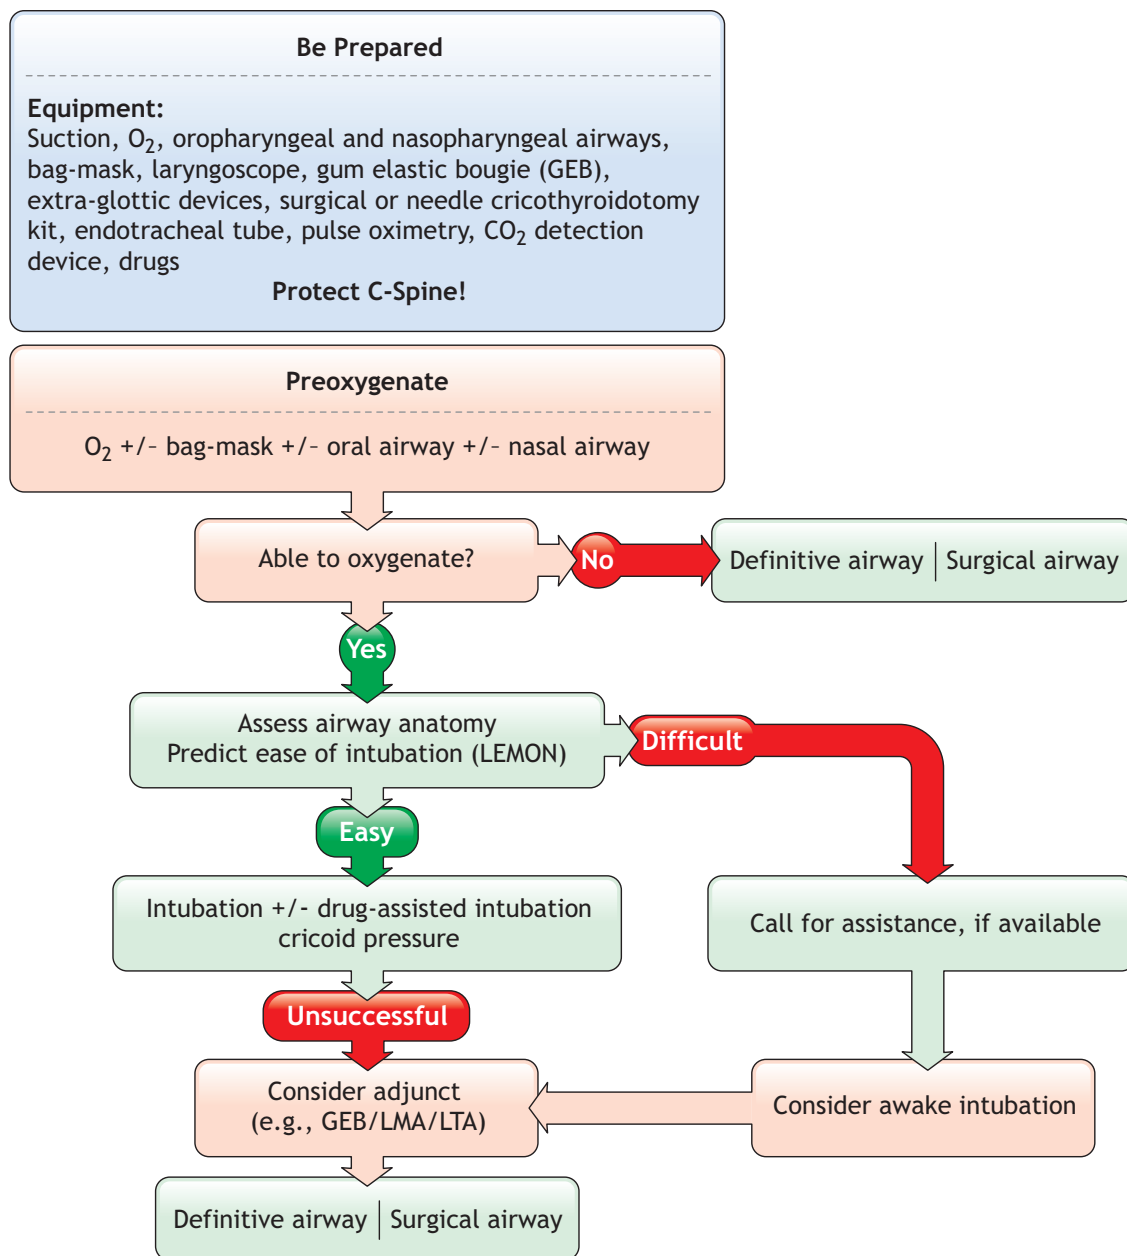 Be Prepared
Equipment:
Suction, O₂, oropharyngeal and nasopharyngeal airways,
bag-mask, laryngoscope, gum elastic bougie (GEB),
extra-glottic devices, surgical or needle cricothyroidotomy
kit, endotracheal tube, pulse oximetry, CO₂ detection
device, drugs
Protect C-Spine!
Preoxygenate
O₂ +/- bag-mask +/- oral airway +/- nasal airway
Able to oxygenate?
No
Definitive airway | Surgical airway
Yes
Assess airway anatomy
Predict ease of intubation (LEMON)
Difficult
Easy
Intubation +/- drug-assisted intubation
cricoid pressure
Call for assistance, if available
Unsuccessful
Consider adjunct
(e.g., GEB/LMA/LTA)
Consider awake intubation
Definitive airway | Surgical airway